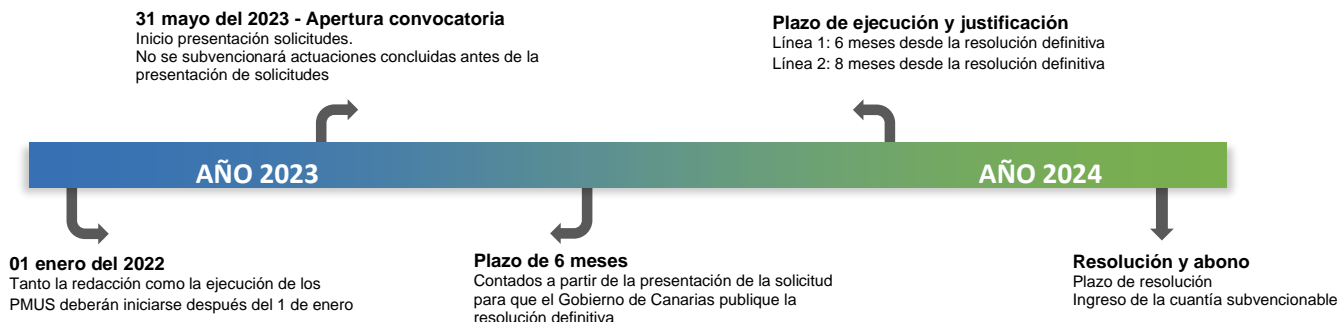 31 mayo del 2023 - Apertura convocatoria
Inicio presentación solicitudes.
No se subvencionará actuaciones concluidas antes de la
presentación de solicitudes
Plazo de ejecución y justificación
Línea 1: 6 meses desde la resolución definitiva
Línea 2: 8 meses desde la resolución definitiva
AÑO 2023
AÑO 2024
01 enero del 2022
Tanto la redacción como la ejecución de los
PMUS deberán iniciarse después del 1 de enero
Plazo de 6 meses
Contados a partir de la presentación de la solicitud
para que el Gobierno de Canarias publique la
resolución definitiva
Resolución y abono
Plazo de resolución
Ingreso de la cuantía subvencionable